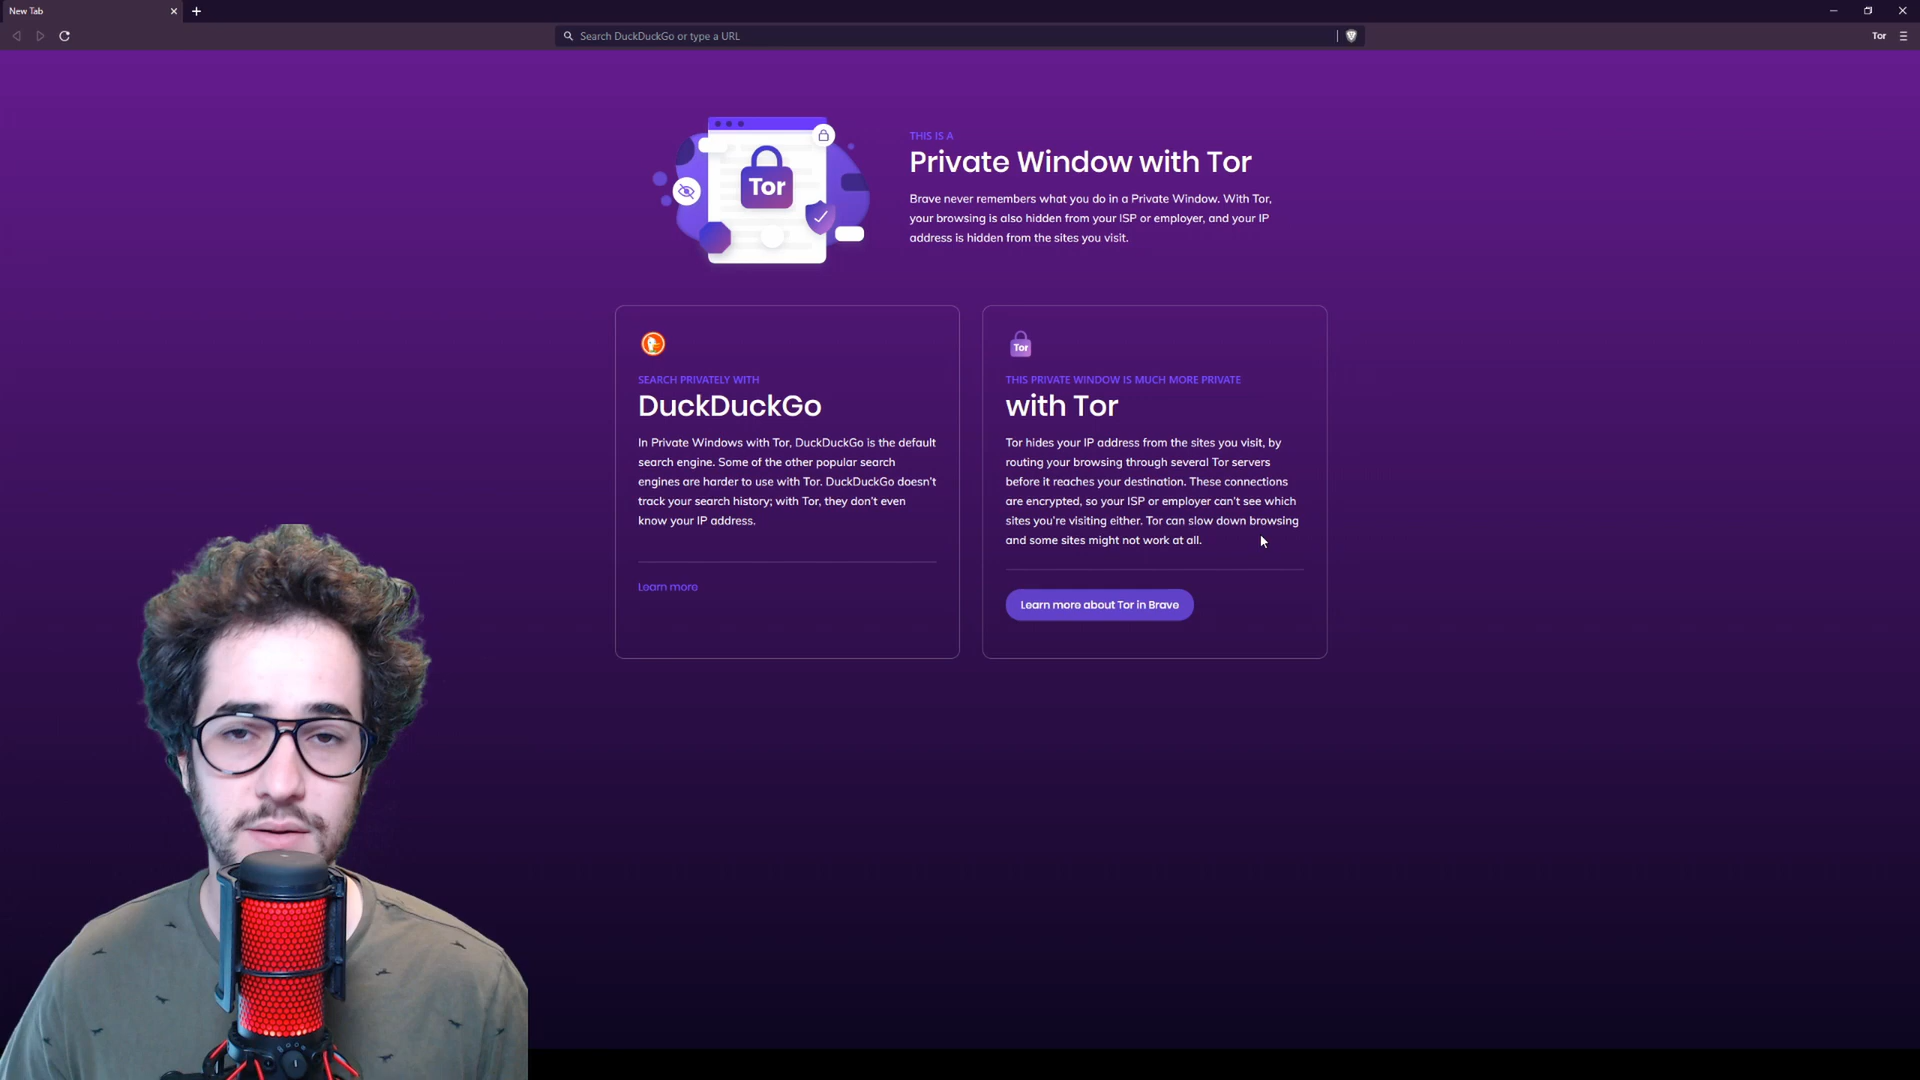 New Tab
Search DuckDuckGo or type a URL
Tor
Tor
THIS IS A
Private Window with Tor
Brave never remembers what you do in a Private Window. With Tor,
your browsing is also hidden from your ISP or employer, and your IP
address is hidden from the sites you visit.
SEARCH PRIVATELY WITH
DuckDuckGo
In Private Windows with Tor, DuckDuckGo is the default
search engine. Some of the other popular search
engines are harder to use with Tor. DuckDuckGo doesn't
track your search history; with Tor, they don't even
know your IP address.
Learn more
Tor
THIS PRIVATE WINDOW IS MUCH MORE PRIVATE
with Tor
Tor hides your IP address from the sites you visit, by
routing your browsing through several Tor servers
before it reaches your destination. These connections
are encrypted, so your ISP or employer can't see which
sites you're visiting either. Tor can slow down browsing
and some sites might not work at all.
Learn more about Tor in Brave